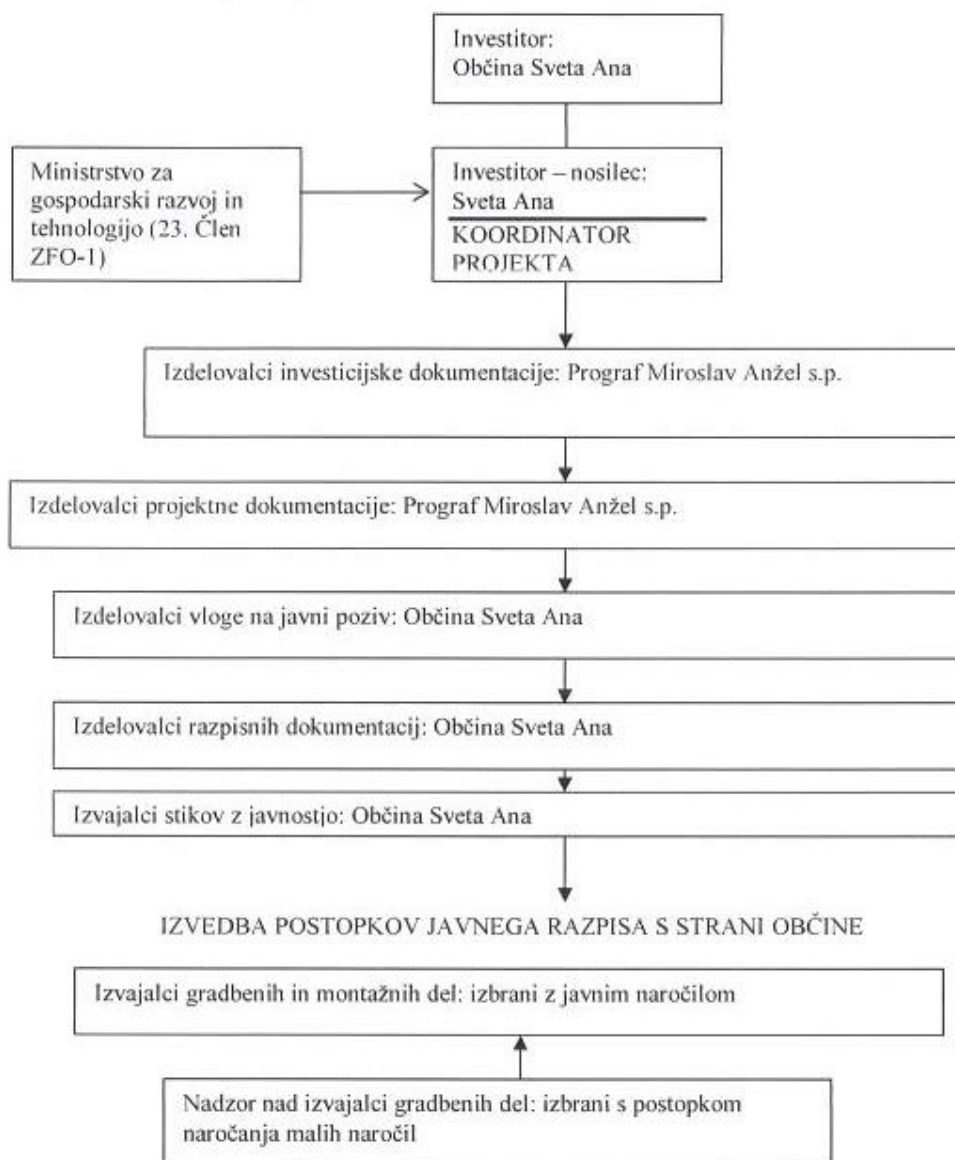 Investitor:
Občina Sveta Ana
Ministrstvo za
gospodarski razvoj in
tehnologijo (23. Člen
ZFO-1)
Investitor – nosilec:
Sveta Ana
KOORDINATOR
PROJEKTA
Izdelovalci investicijske dokumentacije: Prograf Miroslav Anžel s.p.
Izdelovalci projektne dokumentacije: Prograf Miroslav Anžel s.p.
Izdelovalci vloge na javni poziv: Občina Sveta Ana
Izdelovalci razpisnih dokumentacij: Občina Sveta Ana
Izvajalci stikov z javnostjo: Občina Sveta Ana
IZVEDBA POSTOPKOV JAVNEGA RAZPISA S STRANI OBČINE
Izvajalci gradbenih in montažnih del: izbrani z javnim naročilom
Nadzor nad izvajalci gradbenih del: izbrani s postopkom
naročanja malih naročil